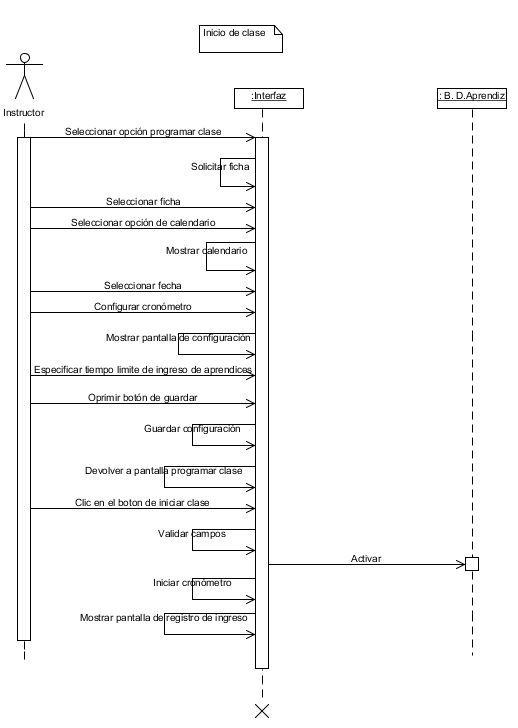 Inicio de clase
Instructor
:Interfaz
: B. D.Aprendiz
Seleccionar opción programar clase
Solicitar ficha
Seleccionar ficha
Seleccionar opción de calendario
Mostrar calendario
Seleccionar fecha
Configurar cronómetro
Mostrar pantalla de configuración
Especificar tiempo limite de ingreso de aprendices
Oprimir botón de guardar
Guardar configuración
Devolver a pantalla programar clase
Clic en el boton de iniciar clase
Validar campos
Activar
Iniciar cronómetro
Mostrar pantalla de registro de ingreso